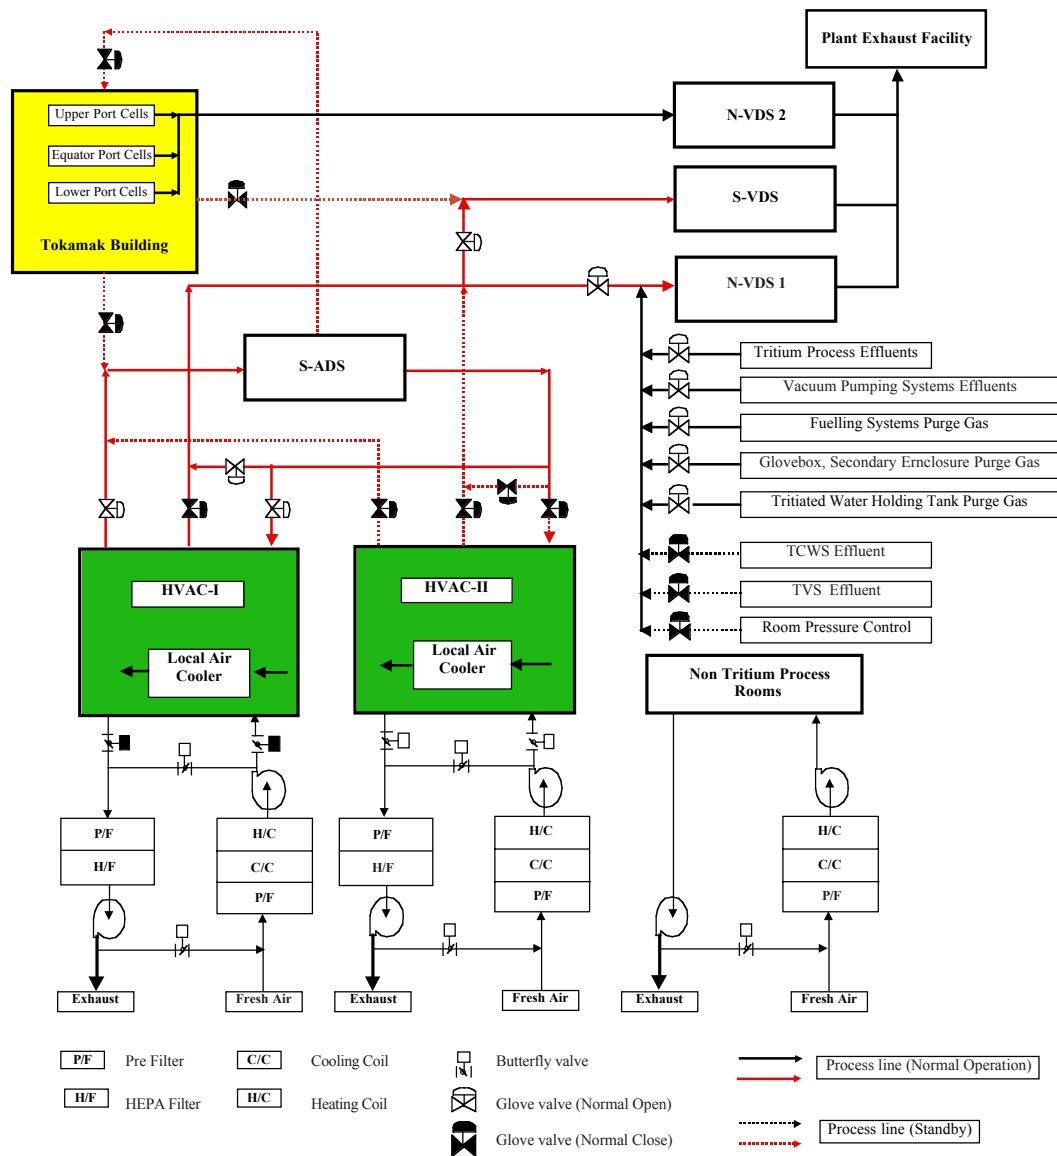 Plant Exhaust Facility
Upper Port Cells
Equator Port Cells
Lower Port Cells
Tokamak Building
N-VDS 2
S-VDS
N-VDS 1
S-ADS
Tritium Process Effluents
Vacuum Pumping Systems Effluents
Fuelling Systems Purge Gas
Glovebox, Secondary Ernclosure Purge Gas
Tritiated Water Holding Tank Purge Gas
TCWS Effluent
TVS Effluent
Room Pressure Control
HVAC-I
Local Air
Cooler
HVAC-II
Local Air
Cooler
Non Tritium Process
Rooms
P/F
H/F
H/C
C/C
P/F
P/F
H/F
H/C
C/C
P/F
H/C
C/C
P/F
Exhaust
Fresh Air
Exhaust
Fresh Air
Exhaust
Fresh Air
P/F Pre Filter
C/C Cooling Coil
Butterfly valve
Process line (Normal Operation)
H/F HEPA Filter
H/C Heating Coil
Glove valve (Normal Open)
Glove valve (Normal Close)
Process line (Standby)